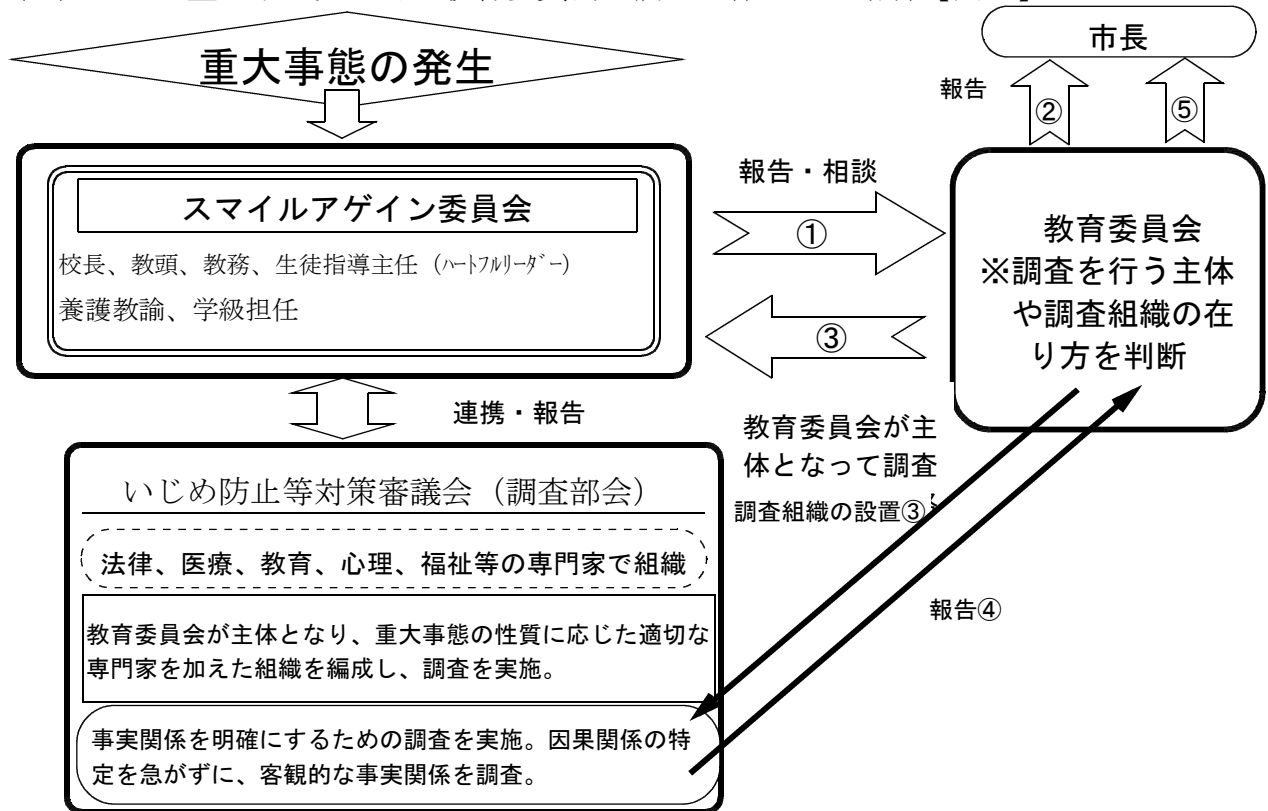 重大事態の発生
市長
報告
②
⑤
スマイルアゲイン委員会
校長、教頭、教務、生徒指導主任（ﾊｰﾄﾌﾙﾘｰﾀﾞｰ）
養護教諭、学級担任
報告・相談
①
③
教育委員会
※調査を行う主体
や調査組織の在
り方を判断
連携・報告
教育委員会が主
体となって調査
調査組織の設置③
報告④
いじめ防止等対策審議会（調査部会）
法律、医療、教育、心理、福祉等の専門家で組織
教育委員会が主体となり、重大事態の性質に応じた適切な
専門家を加えた組織を編成し、調査を実施。
事実関係を明確にするための調査を実施。因果関係の特
定を急がずに、客観的な事実関係を調査。